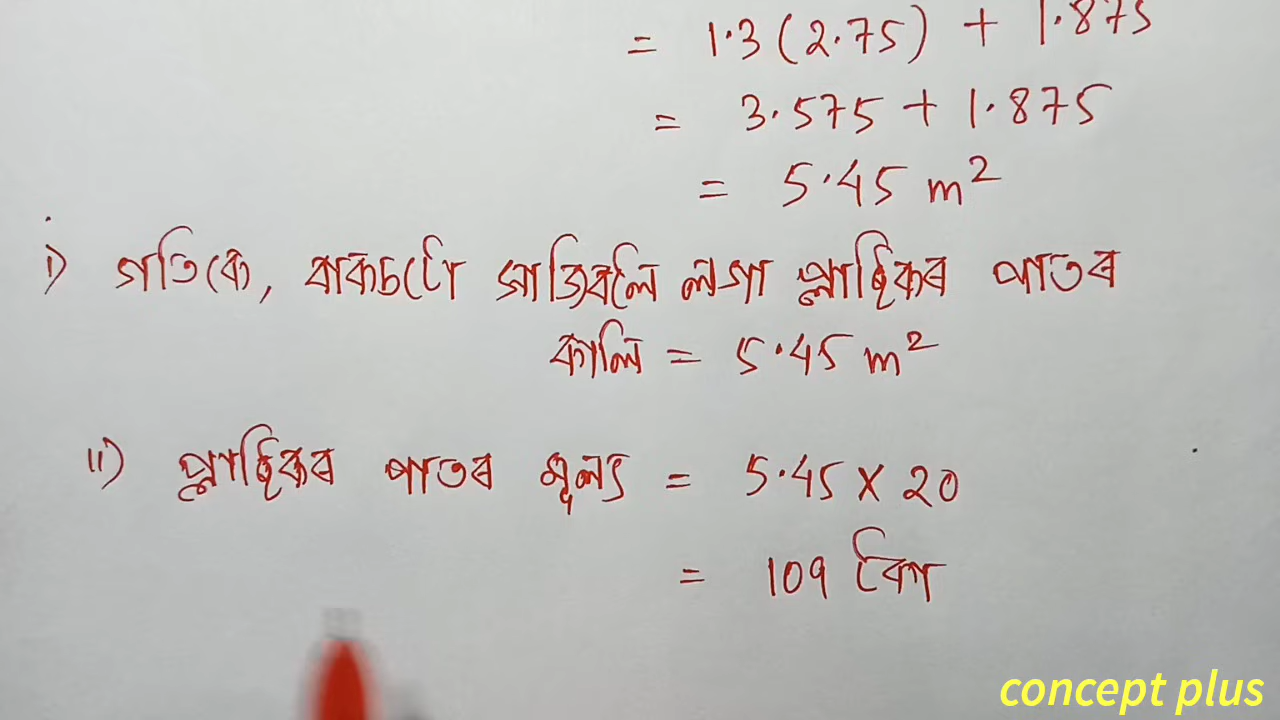 = 1.3 (2.75) + 1.875
= 3.575 + 1.875
= 5.45 m²
i) গতিকে, বাকচটো সাজিবলৈ লগা প্লাষ্টিকৰ পাতৰ
কালি = 5.45 m²
ii) প্লাষ্টিকৰ পাতৰ মূল্য = 5.45 X 20
= 109 টকা
concept plus